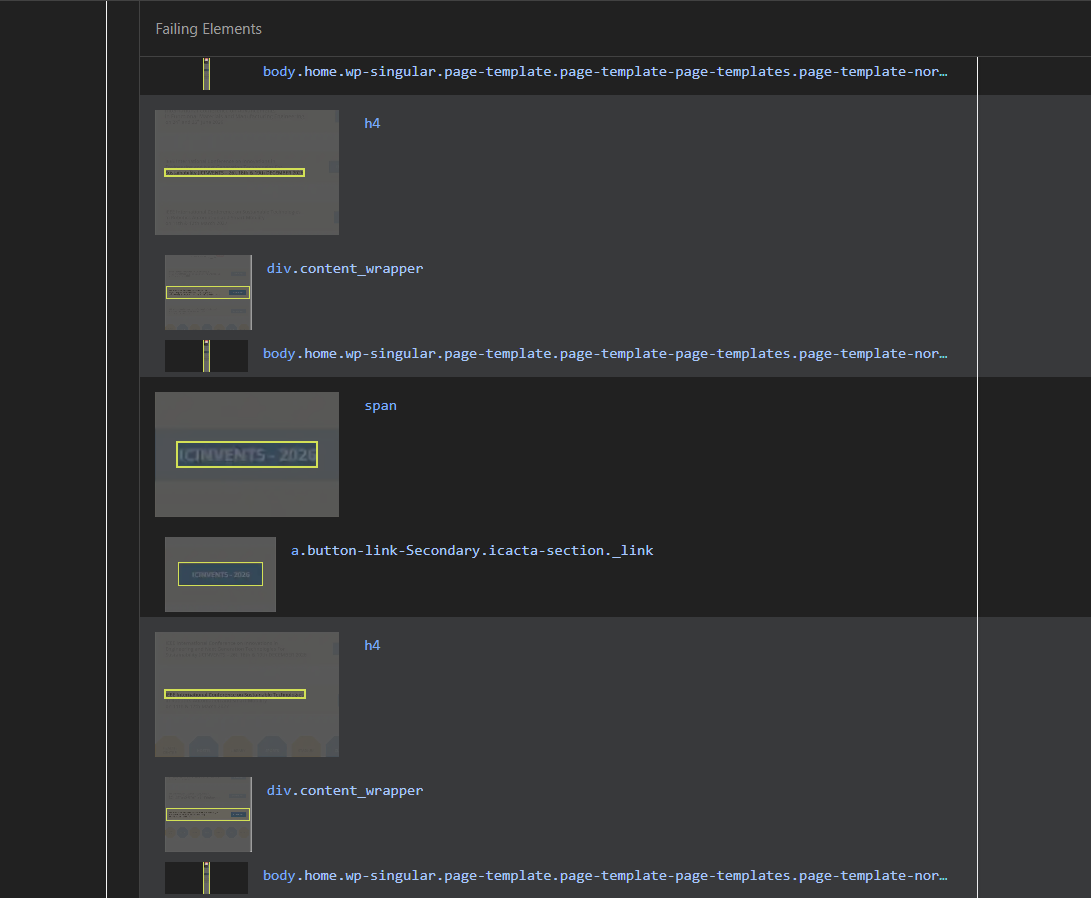 Failing Elements
body.home.wp-singular.page-template.page-template-page-templates.page-template-nor…
h4
div.content_wrapper
body.home.wp-singular.page-template.page-template-page-templates.page-template-nor…
span
ICINVENTS - 2026
a.button-link-Secondary.icacta-section._link
ICINVENTS - 2026
h4
div.content_wrapper
body.home.wp-singular.page-template.page-template-page-templates.page-template-nor…